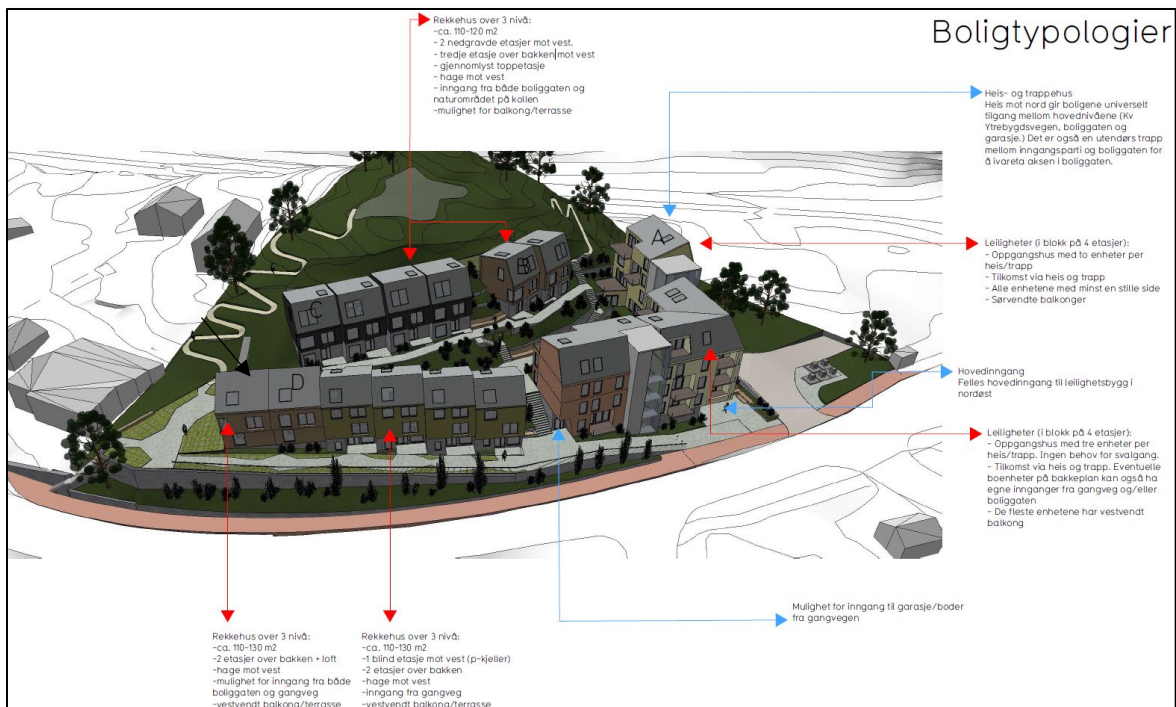 Boligtypologier
Rekkehus over 3 nivå:
-ca. 110-120 m2
- 2 nedgravde etasjer mot vest.
- tredje etasje over bakken mot vest
- gjennomlyst toppetasje
- hage mot vest
- inngang fra både boliggaten og
naturområdet på kollen
-mulighet for balkong/terrasse
Heis- og trappehus
Heis mot nord gir boligene universelt
tilgang mellom hovednivåene (Kv
Ytrebygdsvegen, boliggaten og
garasje.) Det er også en utendørs trapp
mellom inngangsparti og boliggaten for
å ivareta aksen i boliggaten.
A
B
C
D
Leiligheter (i blokk på 4 etasjer):
- Oppgangshus med to enheter per
heis/trapp
- Tilkomst via heis og trapp
- Alle enhetene med minst en stille side
- Sørvendte balkonger
Hovedinngang
Felles hovedinngang til leilighetsbygg i
nordøst
Leiligheter (i blokk på 4 etasjer):
- Oppgangshus med tre enheter per
heis/trapp. Ingen behov for svalgang.
- Tilkomst via heis og trapp. Eventuelle
boenheter på bakkeplan kan også ha
egne innganger fra gangveg og/eller
boliggaten
- De fleste enhetene har vestvendt
balkong
Mulighet for inngang til garasje/boder
fra gangvegen
Rekkehus over 3 nivå:
-ca. 110-130 m2
-2 etasjer over bakken + loft
-hage mot vest
-mulighet for inngang fra både
boliggaten og gangveg
-vestvendt balkong/terrasse
Rekkehus over 3 nivå:
-ca. 110-130 m2
-1 blind etasje mot vest (p-kjeller)
-2 etasjer over bakken
-hage mot vest
-inngang fra gangveg
-vestvendt balkong/terrasse